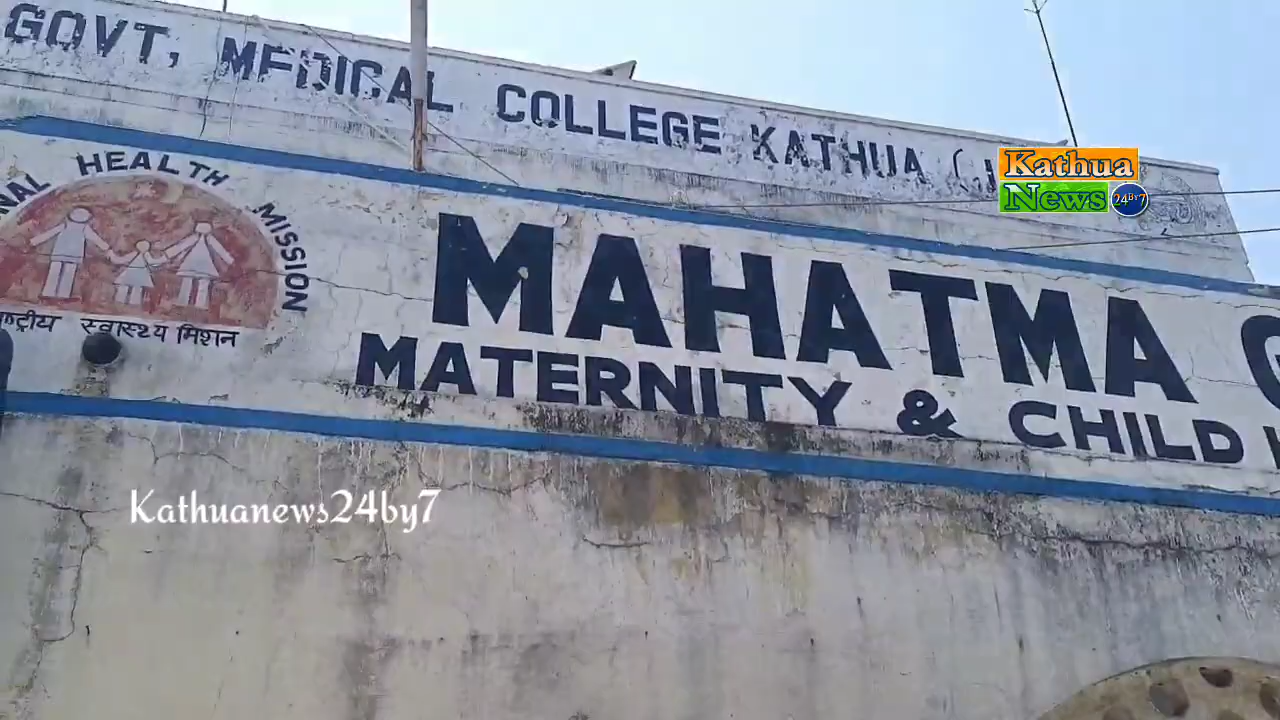 GOVT, MEDICAL COLLEGE KATHUA
Kathua
News 24BY7
HEALTH MISSION
स्वास्थ्य मिशन
MAHATMA
MATERNITY & CHILD
Kathuanews24by7